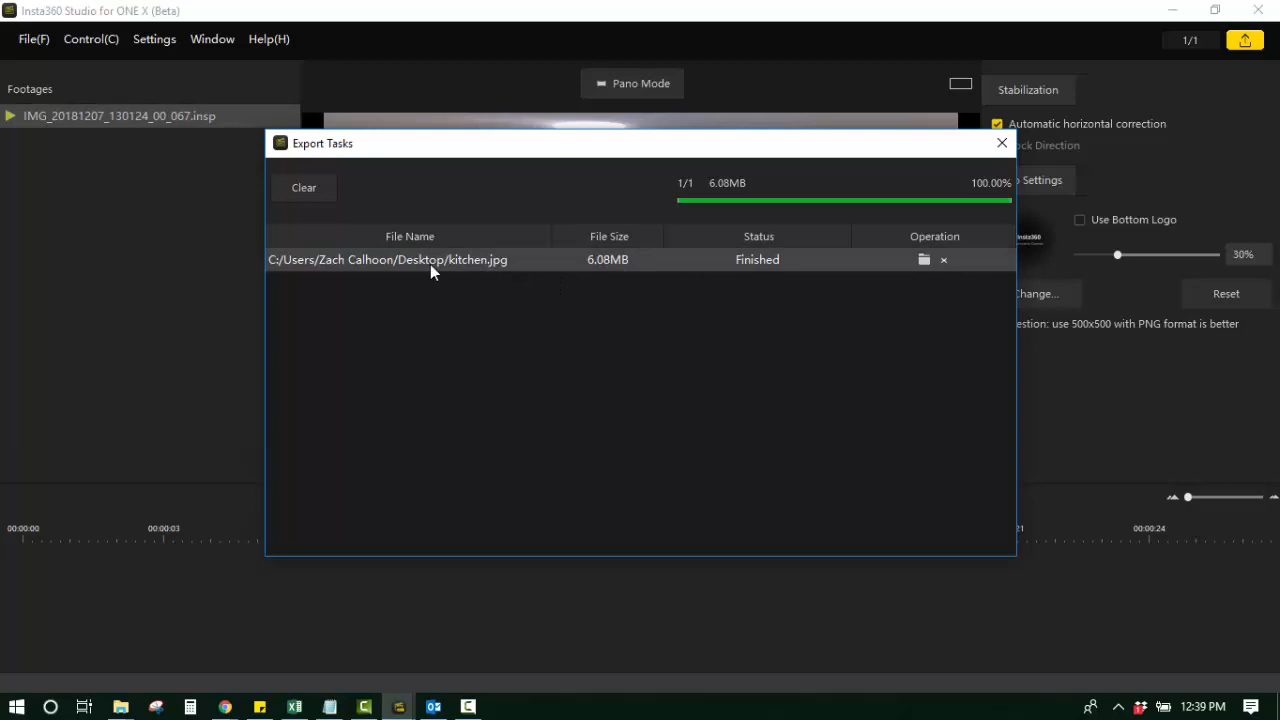 Insta360 Studio for ONE X (Beta)
File(F) Control(C) Settings Window Help(H)
1/1
Footages
Pano Mode
Stabilization
IMG_20181207_130124_00_067.insp
Automatic horizontal correction
Export Tasks
ock Direction
Clear
1/1 6.08MB 100.00%
o Settings
Use Bottom Logo
File Name File Size Status Operation
Insta360
C:/Users/Zach Calhoon/Desktop/kitchen.jpg 6.08MB Finished
30%
Change... Reset
estion: use 500x500 with PNG format is better
00:00:00 00:00:03 21 00:00:24
12:39 PM